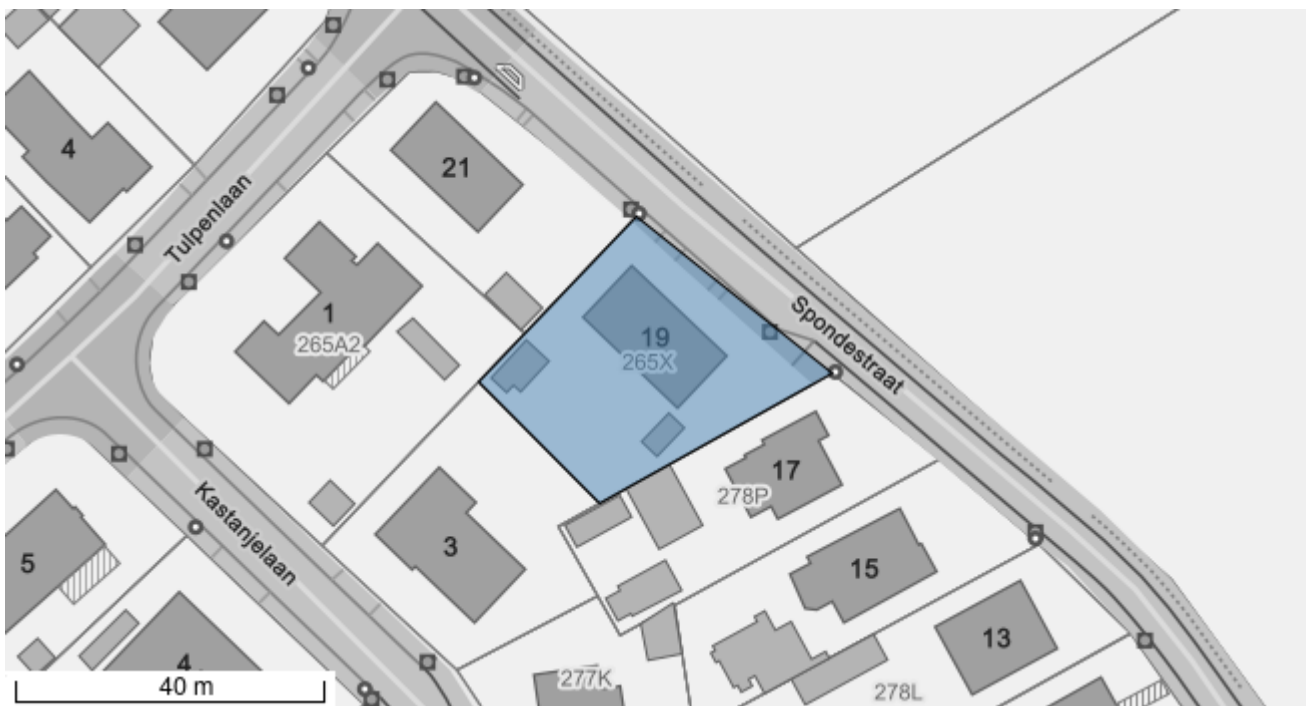 4
21
Tulpenlaan
1
265A2
19
265X
Spondestraat
17
278P
Kastanjelaan
5
3
15
13
4
277K
278L
40 m